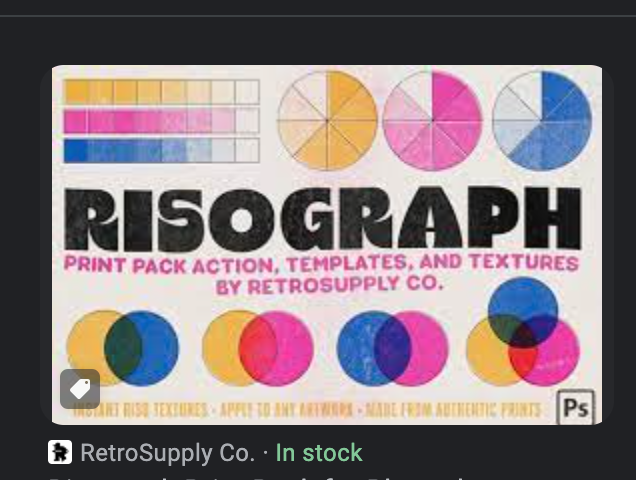 RISOGRAPH
PRINT PACK ACTION, TEMPLATES, AND TEXTURES
BY RETROSUPPLY CO.
INSTANT RISO TEXTURES • APPLY TO ANY ARTWORK • MADE FROM AUTHENTIC PRINTS
Ps
RetroSupply Co. · In stock